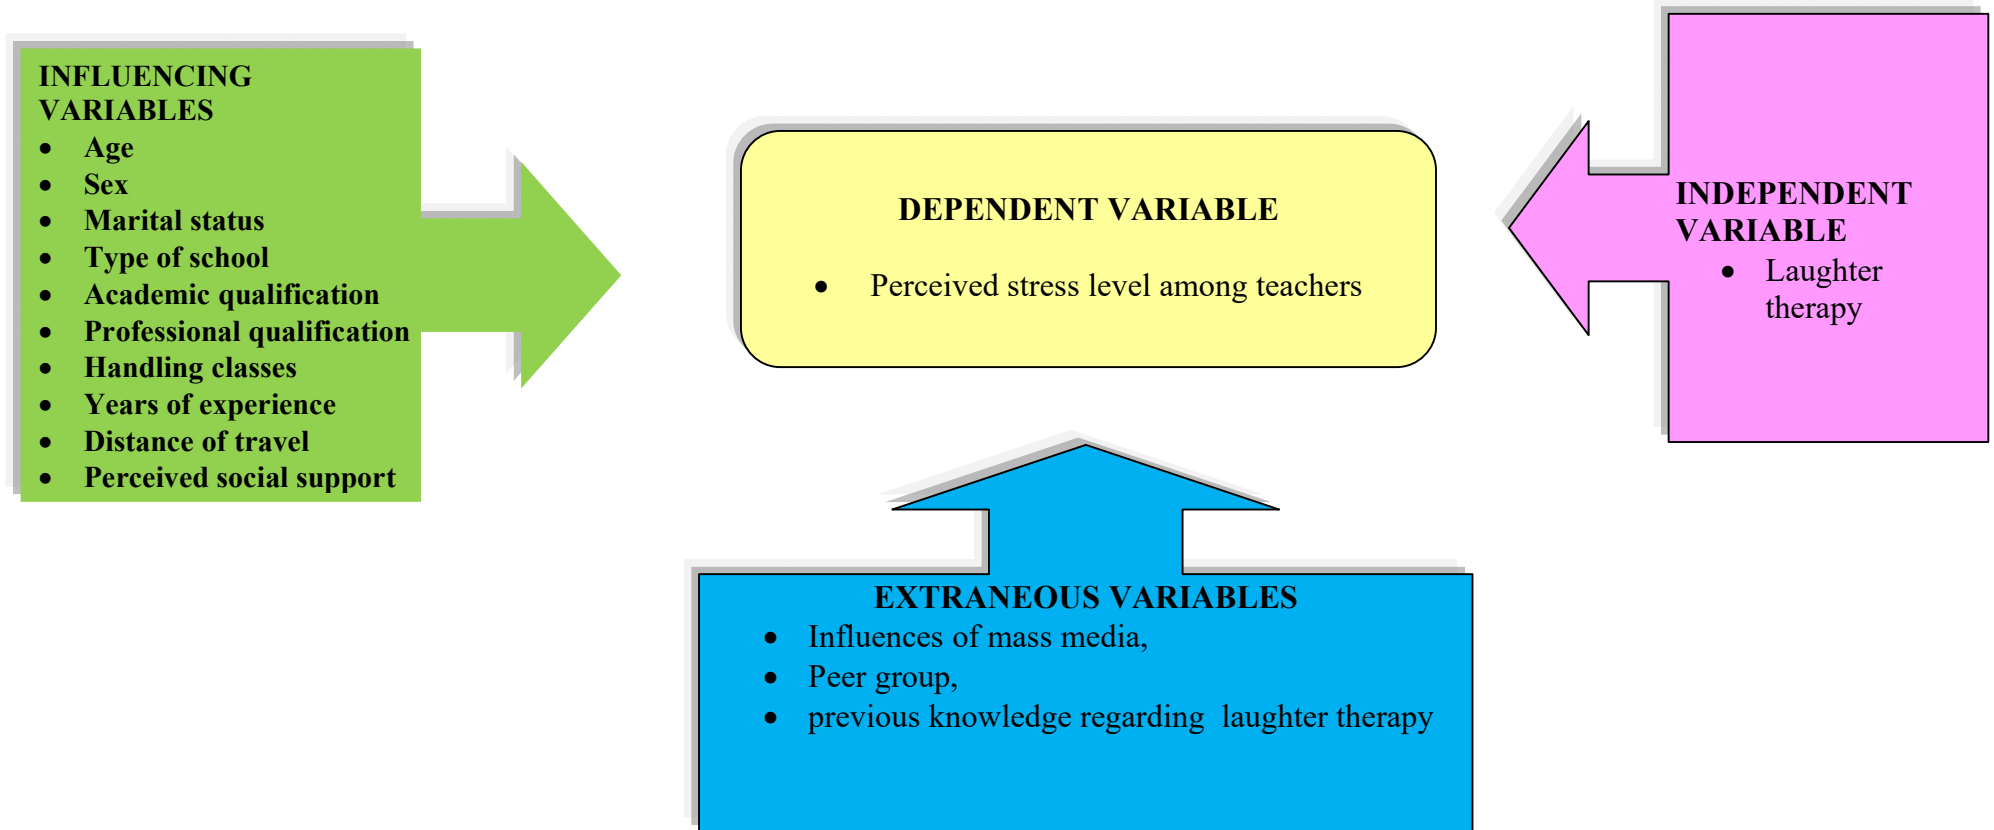 INFLUENCING
VARIABLES
• Age
• Sex
• Marital status
• Type of school
• Academic qualification
• Professional qualification
• Handling classes
• Years of experience
• Distance of travel
• Perceived social support
DEPENDENT VARIABLE
• Perceived stress level among teachers
INDEPENDENT
VARIABLE
• Laughter
therapy
EXTRANEOUS VARIABLES
• Influences of mass media,
• Peer group,
• previous knowledge regarding laughter therapy